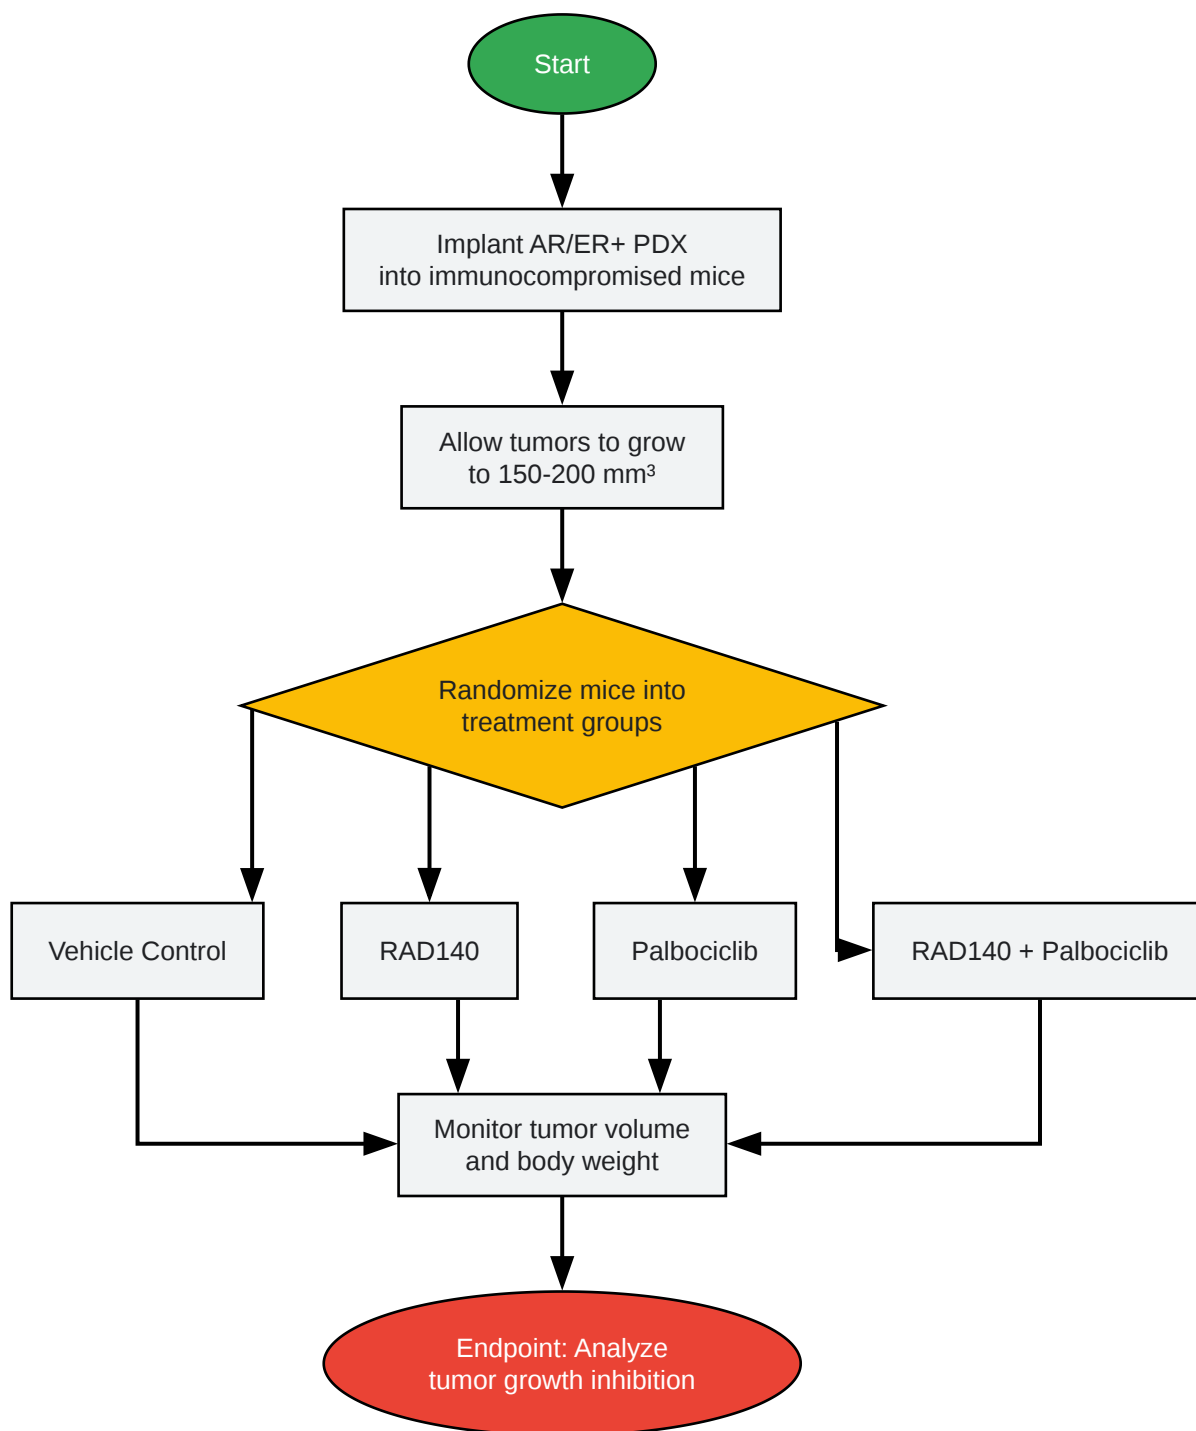 Start
Implant AR/ER+ PDX
into immunocompromised mice
Allow tumors to grow
to 150-200 mm³
Randomize mice into
treatment groups
Vehicle Control
RAD140
Palbociclib
RAD140 + Palbociclib
Monitor tumor volume
and body weight
Endpoint: Analyze
tumor growth inhibition